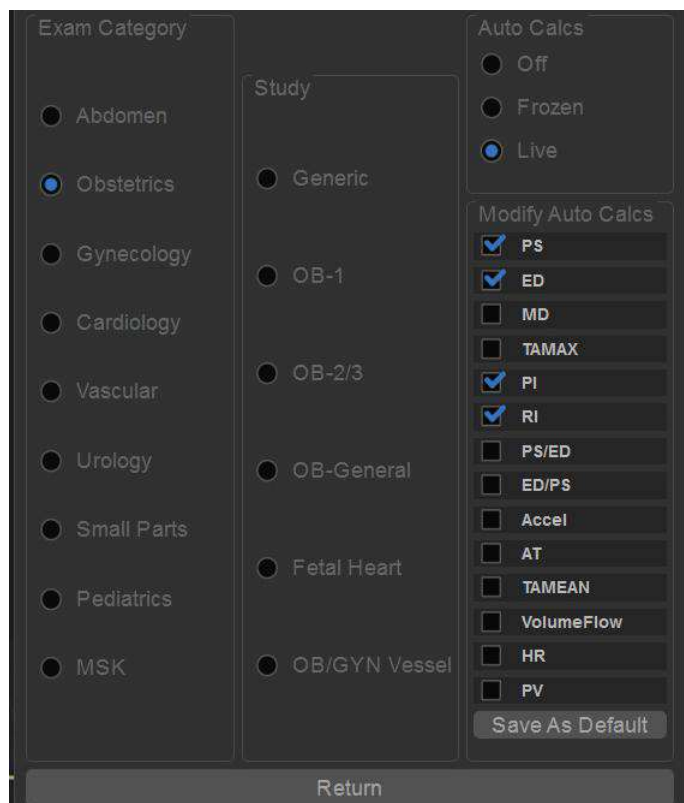 Exam Category
Abdomen
Obstetrics
Gynecology
Cardiology
Vascular
Urology
Small Parts
Pediatrics
MSK
Study
Generic
OB-1
OB-2/3
OB-General
Fetal Heart
OB/GYN Vessel
Auto Calcs
Off
Frozen
Live
Modify Auto Calcs
PS
ED
MD
TAMAX
PI
RI
PS/ED
ED/PS
Accel
AT
TAMEAN
VolumeFlow
HR
PV
Save As Default
Return